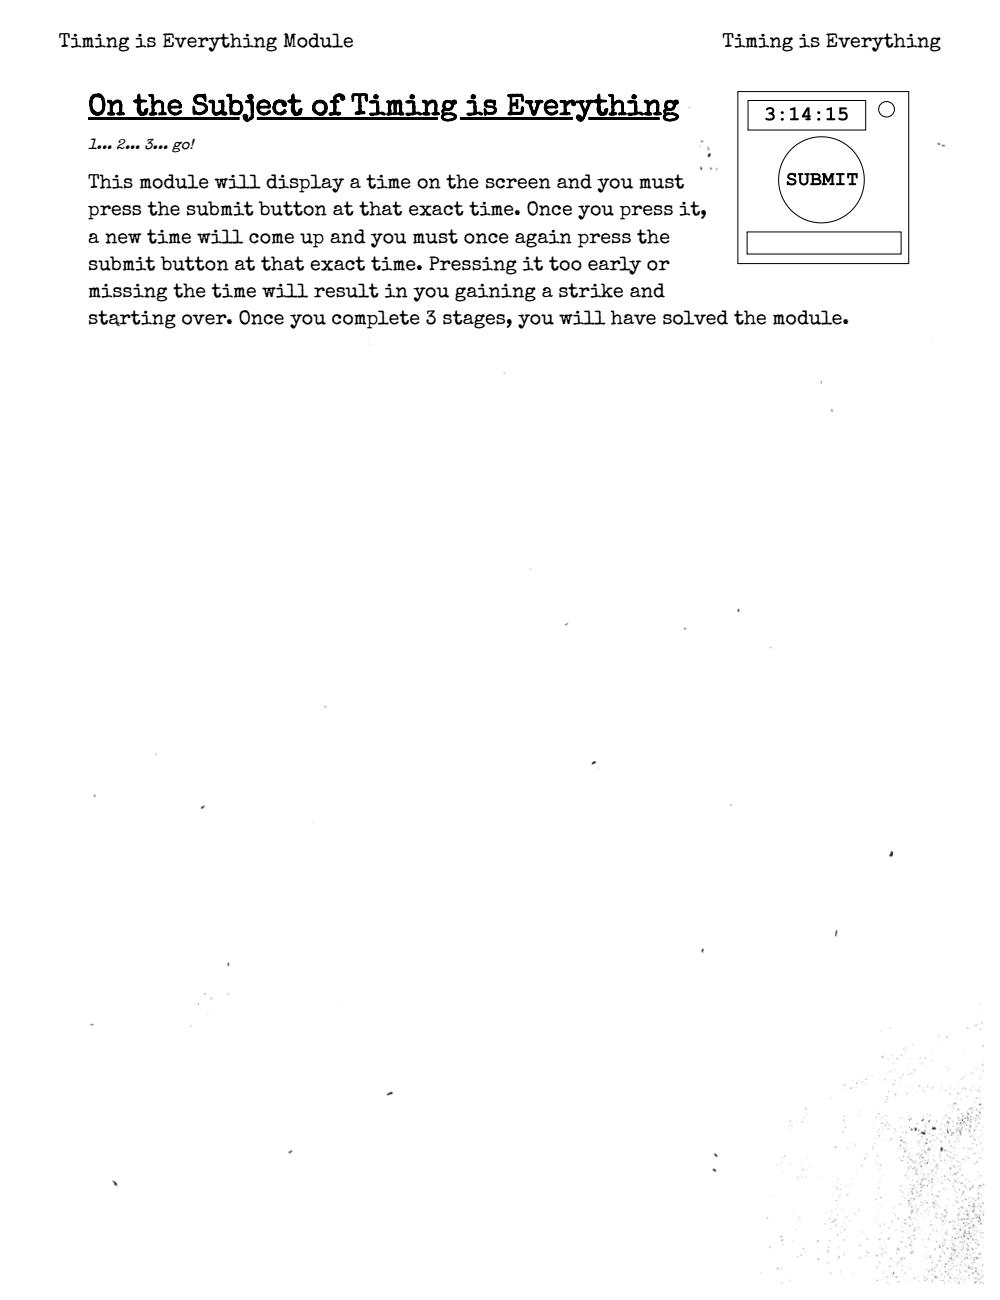 Timing is Everything Module
Timing is Everything
On the Subject of Timing is Everything
1... 2... 3... go!
This module will display a time on the screen and you must
press the submit button at that exact time. Once you press it,
a new time will come up and you must once again press the
submit button at that exact time. Pressing it too early or
missing the time will result in you gaining a strike and
starting over. Once you complete 3 stages, you will have solved the module.
3:14:15
SUBMIT